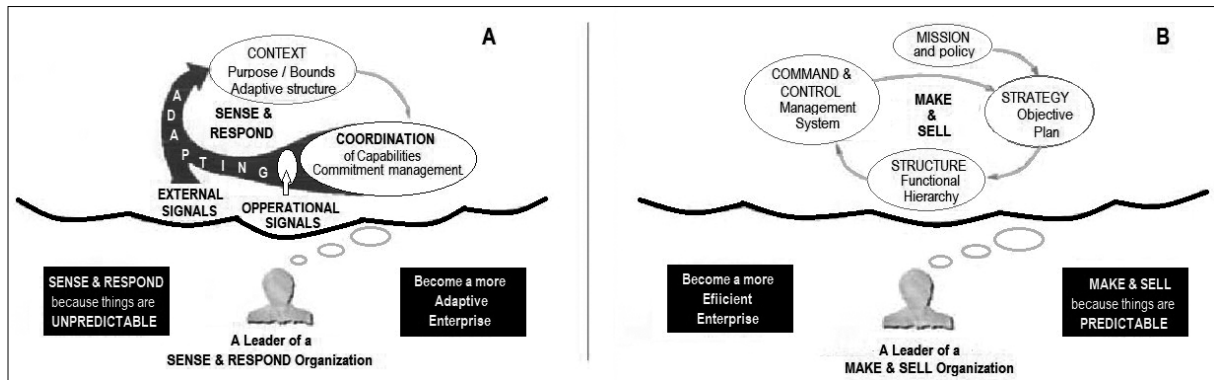 A
CONTEXT
Purpose / Bounds
Adaptive structure
SENSE &
RESPOND
ADAPTING
COORDINATION
of Capabilities
Commitment management.
EXTERNAL
SIGNALS
OPPERATIONAL
SIGNALS
SENSE & RESPOND
because things are
UNPREDICTABLE
Become a more
Adaptive
Enterprise
A Leader of a
SENSE & RESPOND Organization
B
MISSION
and policy
COMMAND &
CONTROL
Management
System
MAKE
&
SELL
STRATEGY
Objective
Plan
STRUCTURE
Functional
Hierarchy
Become a more
Efiicient
Enterprise
MAKE & SELL
because things are
PREDICTABLE
A Leader of a
MAKE & SELL Organization